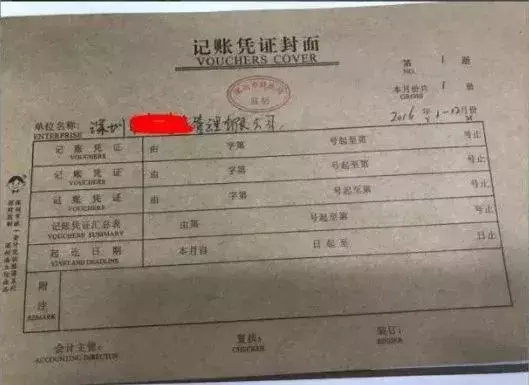 记账凭证封面
VOUCHERS COVER
第 1 册
NO.
本月份共 1 册
GROSS
监制
单位名称: 深圳 管理有限公司
ENTERPRISE
2016 年 1-12 月份
记账凭证 由 字第 号起至第 号止
VOUCHERS
记账凭证 由 字第 号起至第 号止
VOUCHERS
记账凭证 由 字第 号起至第 号止
VOUCHERS
记账凭证汇总表 由第 号起至第 号止
VOUCHERS SUMMARY
起讫日期 本月自 日起至 日止
START AND DEADLINE
附注
REMARK
会计主管: 复核: 装订:
ACCOUNTING DIRECTOR CHECKER BINDER